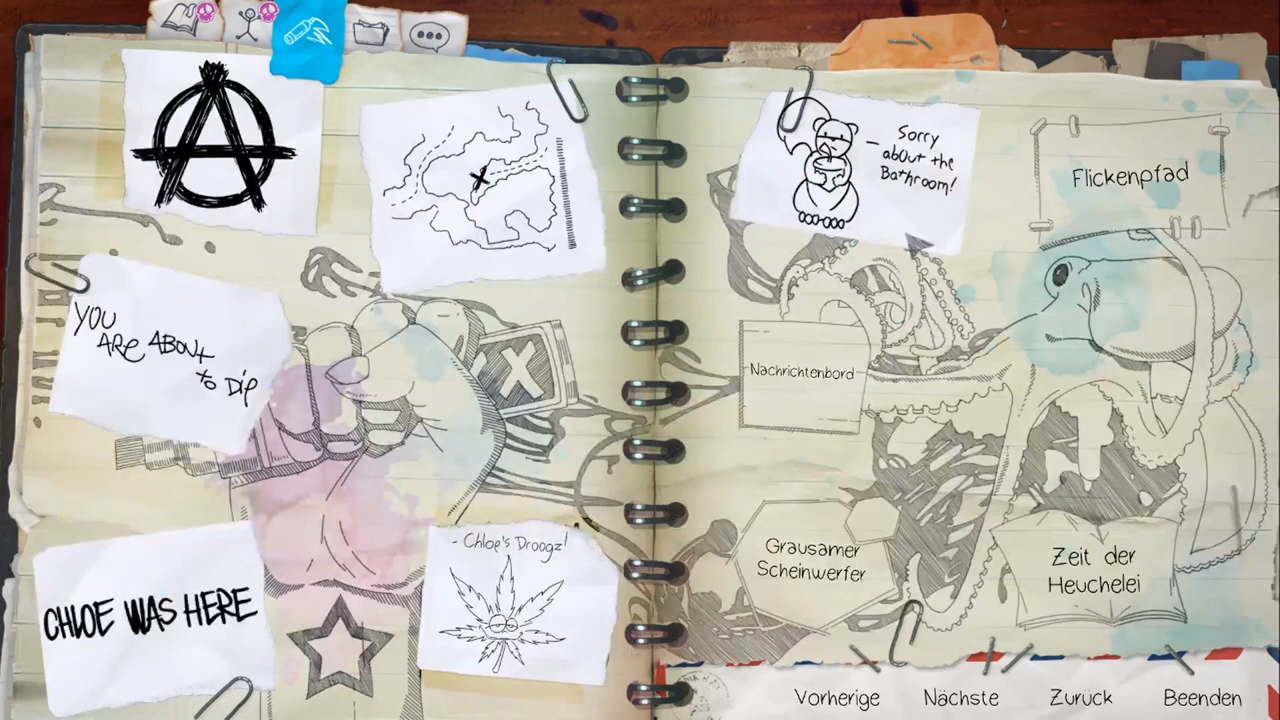 YOU
ARE ABOUT
to Dip
CHLOE WAS HERE
- Chloe's Droogz!
- Sorry
about the
Bathroom!
Flickenpfad
Nachrichtenbord
Grausamer
Scheinwerfer
Zeit der
Heuchelei
Vorherige Nächste Zurück Beenden